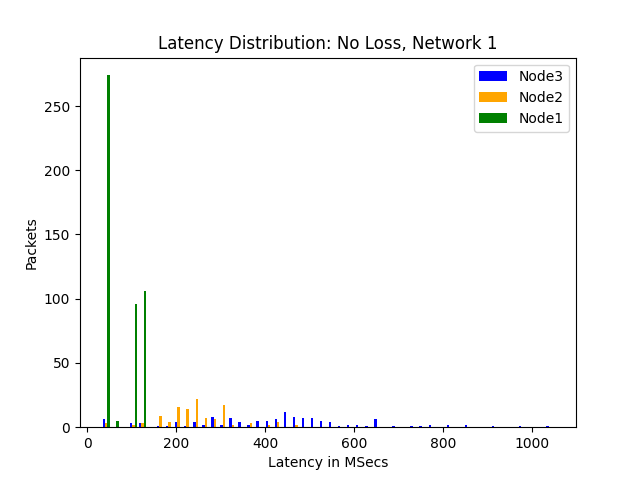 Latency Distribution: No Loss, Network 1
Node3
Node2
Node1
Packets
250
200
150
100
50
0
0 200 400 600 800 1000
Latency in MSecs